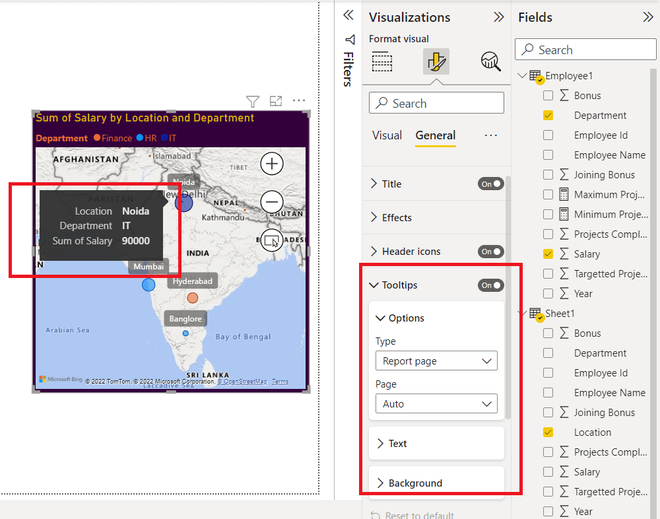 Sum of Salary by Location and Department
Department Finance HR IT
AFGHANISTAN
Islamabad
TIBET
Noida
New Delhi
NEPAL
Kathmandu
BHUTAN
INDIA
Location Noida
Department IT
Sum of Salary 90000
Mumbai
Hyderabad
Banglore
Arabian Sea
Bay of Bengal
SRI LANKA
Laccadive Sea
Microsoft Bing
© 2022 TomTom, © 2022 Microsoft Corporation, © OpenStreetMap Terms
Filters
Visualizations
Format visual
Search
Visual General
Title On
Effects
Header icons On
Tooltips On
Options
Type
Report page
Page
Auto
Text
Background
Reset to default
Fields
Search
Employee1
Bonus
Department
Employee Id
Employee Name
Joining Bonus
Maximum Proj...
Minimum Proje...
Projects Compl...
Salary
Targetted Proje...
Year
Sheet1
Bonus
Department
Employee Id
Employee Name
Joining Bonus
Location
Projects Compl...
Salary
Targetted Proje...
Year